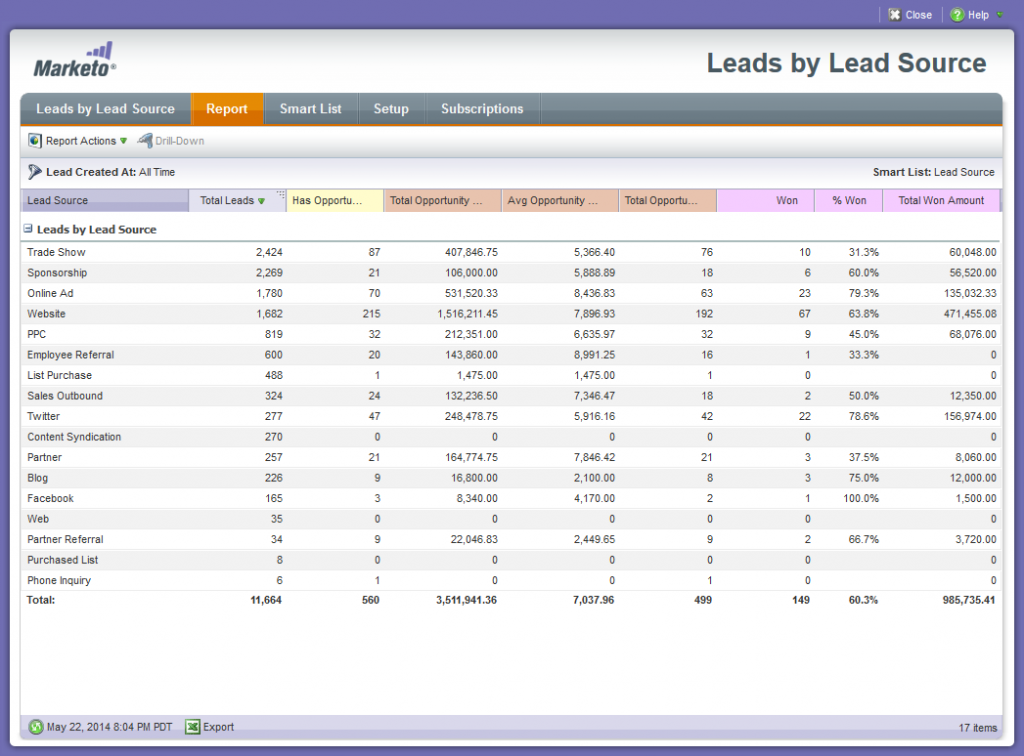 Close Help
Marketo®
Leads by Lead Source
Leads by Lead Source Report Smart List Setup Subscriptions
Report Actions Drill-Down
Lead Created At: All Time Smart List: Lead Source
Lead Source Total Leads Has Opportu... Total Opportunity ... Avg Opportunity ... Total Opportu... Won % Won Total Won Amount
Leads by Lead Source
Trade Show 2,424 87 407,846.75 5,366.40 76 10 31.3% 60,048.00
Sponsorship 2,269 21 106,000.00 5,888.89 18 6 60.0% 56,520.00
Online Ad 1,780 70 531,520.33 8,436.83 63 23 79.3% 135,032.33
Website 1,682 215 1,516,211.45 7,896.93 192 67 63.8% 471,455.08
PPC 819 32 212,351.00 6,635.97 32 9 45.0% 68,076.00
Employee Referral 600 20 143,860.00 8,991.25 16 1 33.3% 0
List Purchase 488 1 1,475.00 1,475.00 1 0 0
Sales Outbound 324 24 132,236.50 7,346.47 18 2 50.0% 12,350.00
Twitter 277 47 248,478.75 5,916.16 42 22 78.6% 156,974.00
Content Syndication 270 0 0 0 0 0 0
Partner 257 21 164,774.75 7,846.42 21 3 37.5% 8,060.00
Blog 226 9 16,800.00 2,100.00 8 3 75.0% 12,000.00
Facebook 165 3 8,340.00 4,170.00 2 1 100.0% 1,500.00
Web 35 0 0 0 0 0 0
Partner Referral 34 9 22,046.83 2,449.65 9 2 66.7% 3,720.00
Purchased List 8 0 0 0 0 0 0
Phone Inquiry 6 1 0 0 1 0 0
Total: 11,664 560 3,511,941.36 7,037.96 499 149 60.3% 985,735.41
May 22, 2014 8:04 PM PDT Export 17 items